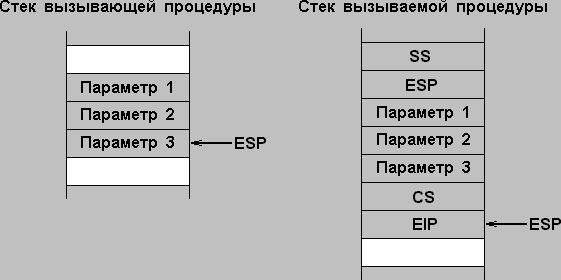 Стек вызывающей процедуры
Параметр 1
Параметр 2
Параметр 3
ESP
Стек вызываемой процедуры
SS
ESP
Параметр 1
Параметр 2
Параметр 3
CS
EIP
ESP